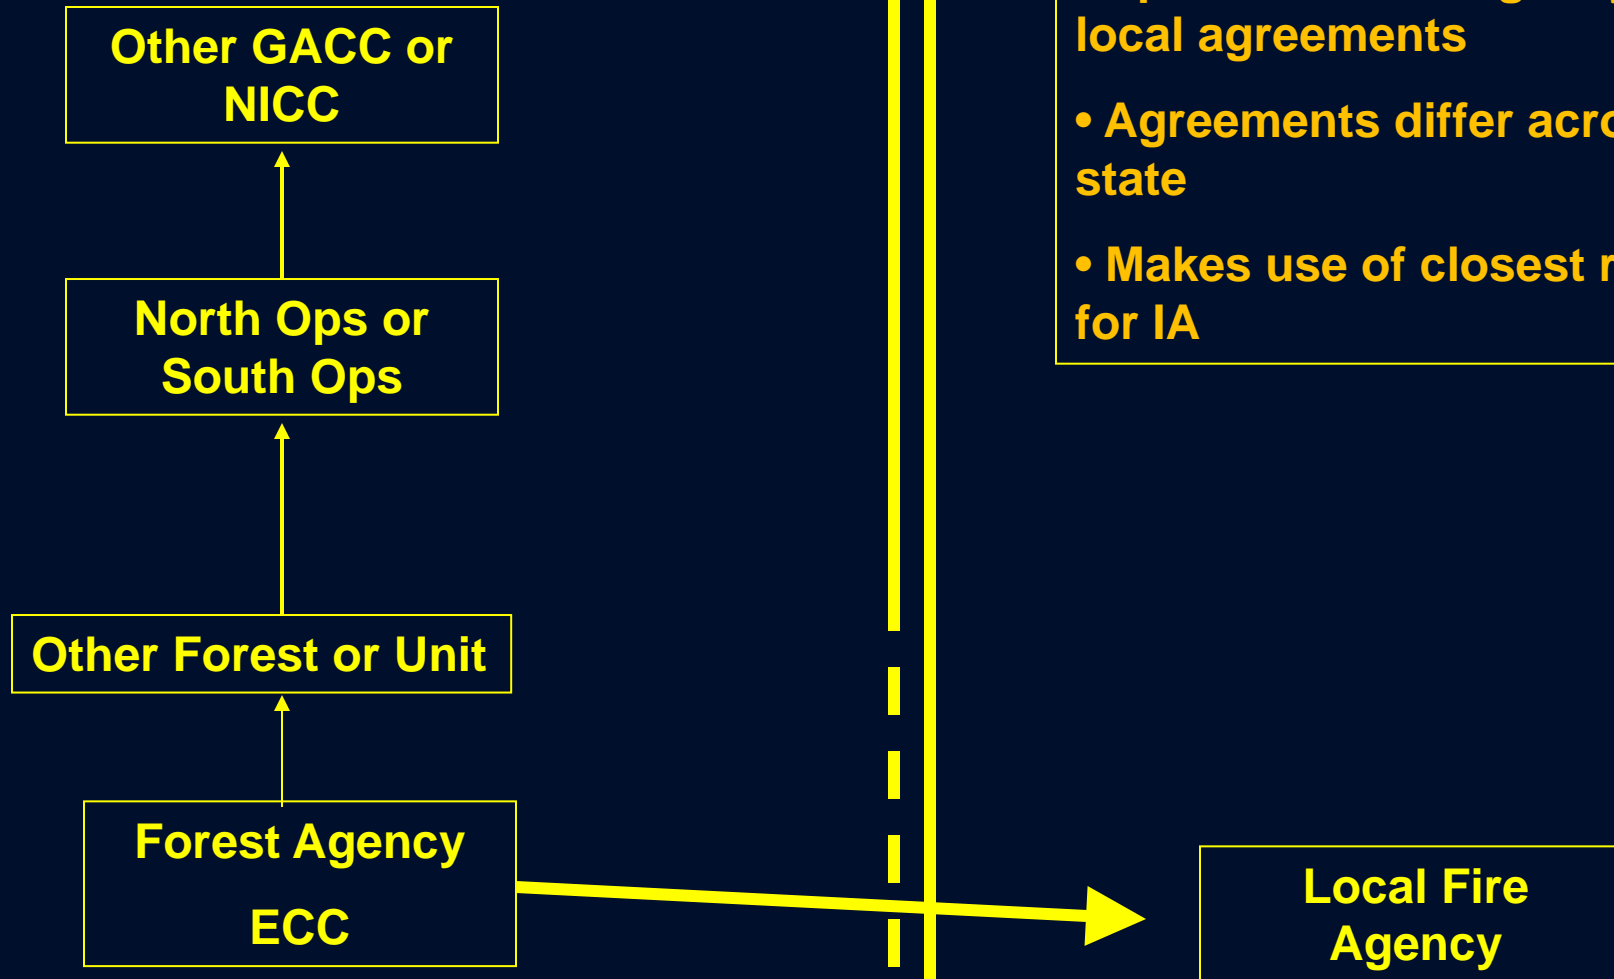 Other GACC or
NICC
North Ops or
South Ops
Other Forest or Unit
Forest Agency
ECC
local agreements
• Agreements differ
state
• Makes use of closest
for IA
Local Fire
Agency